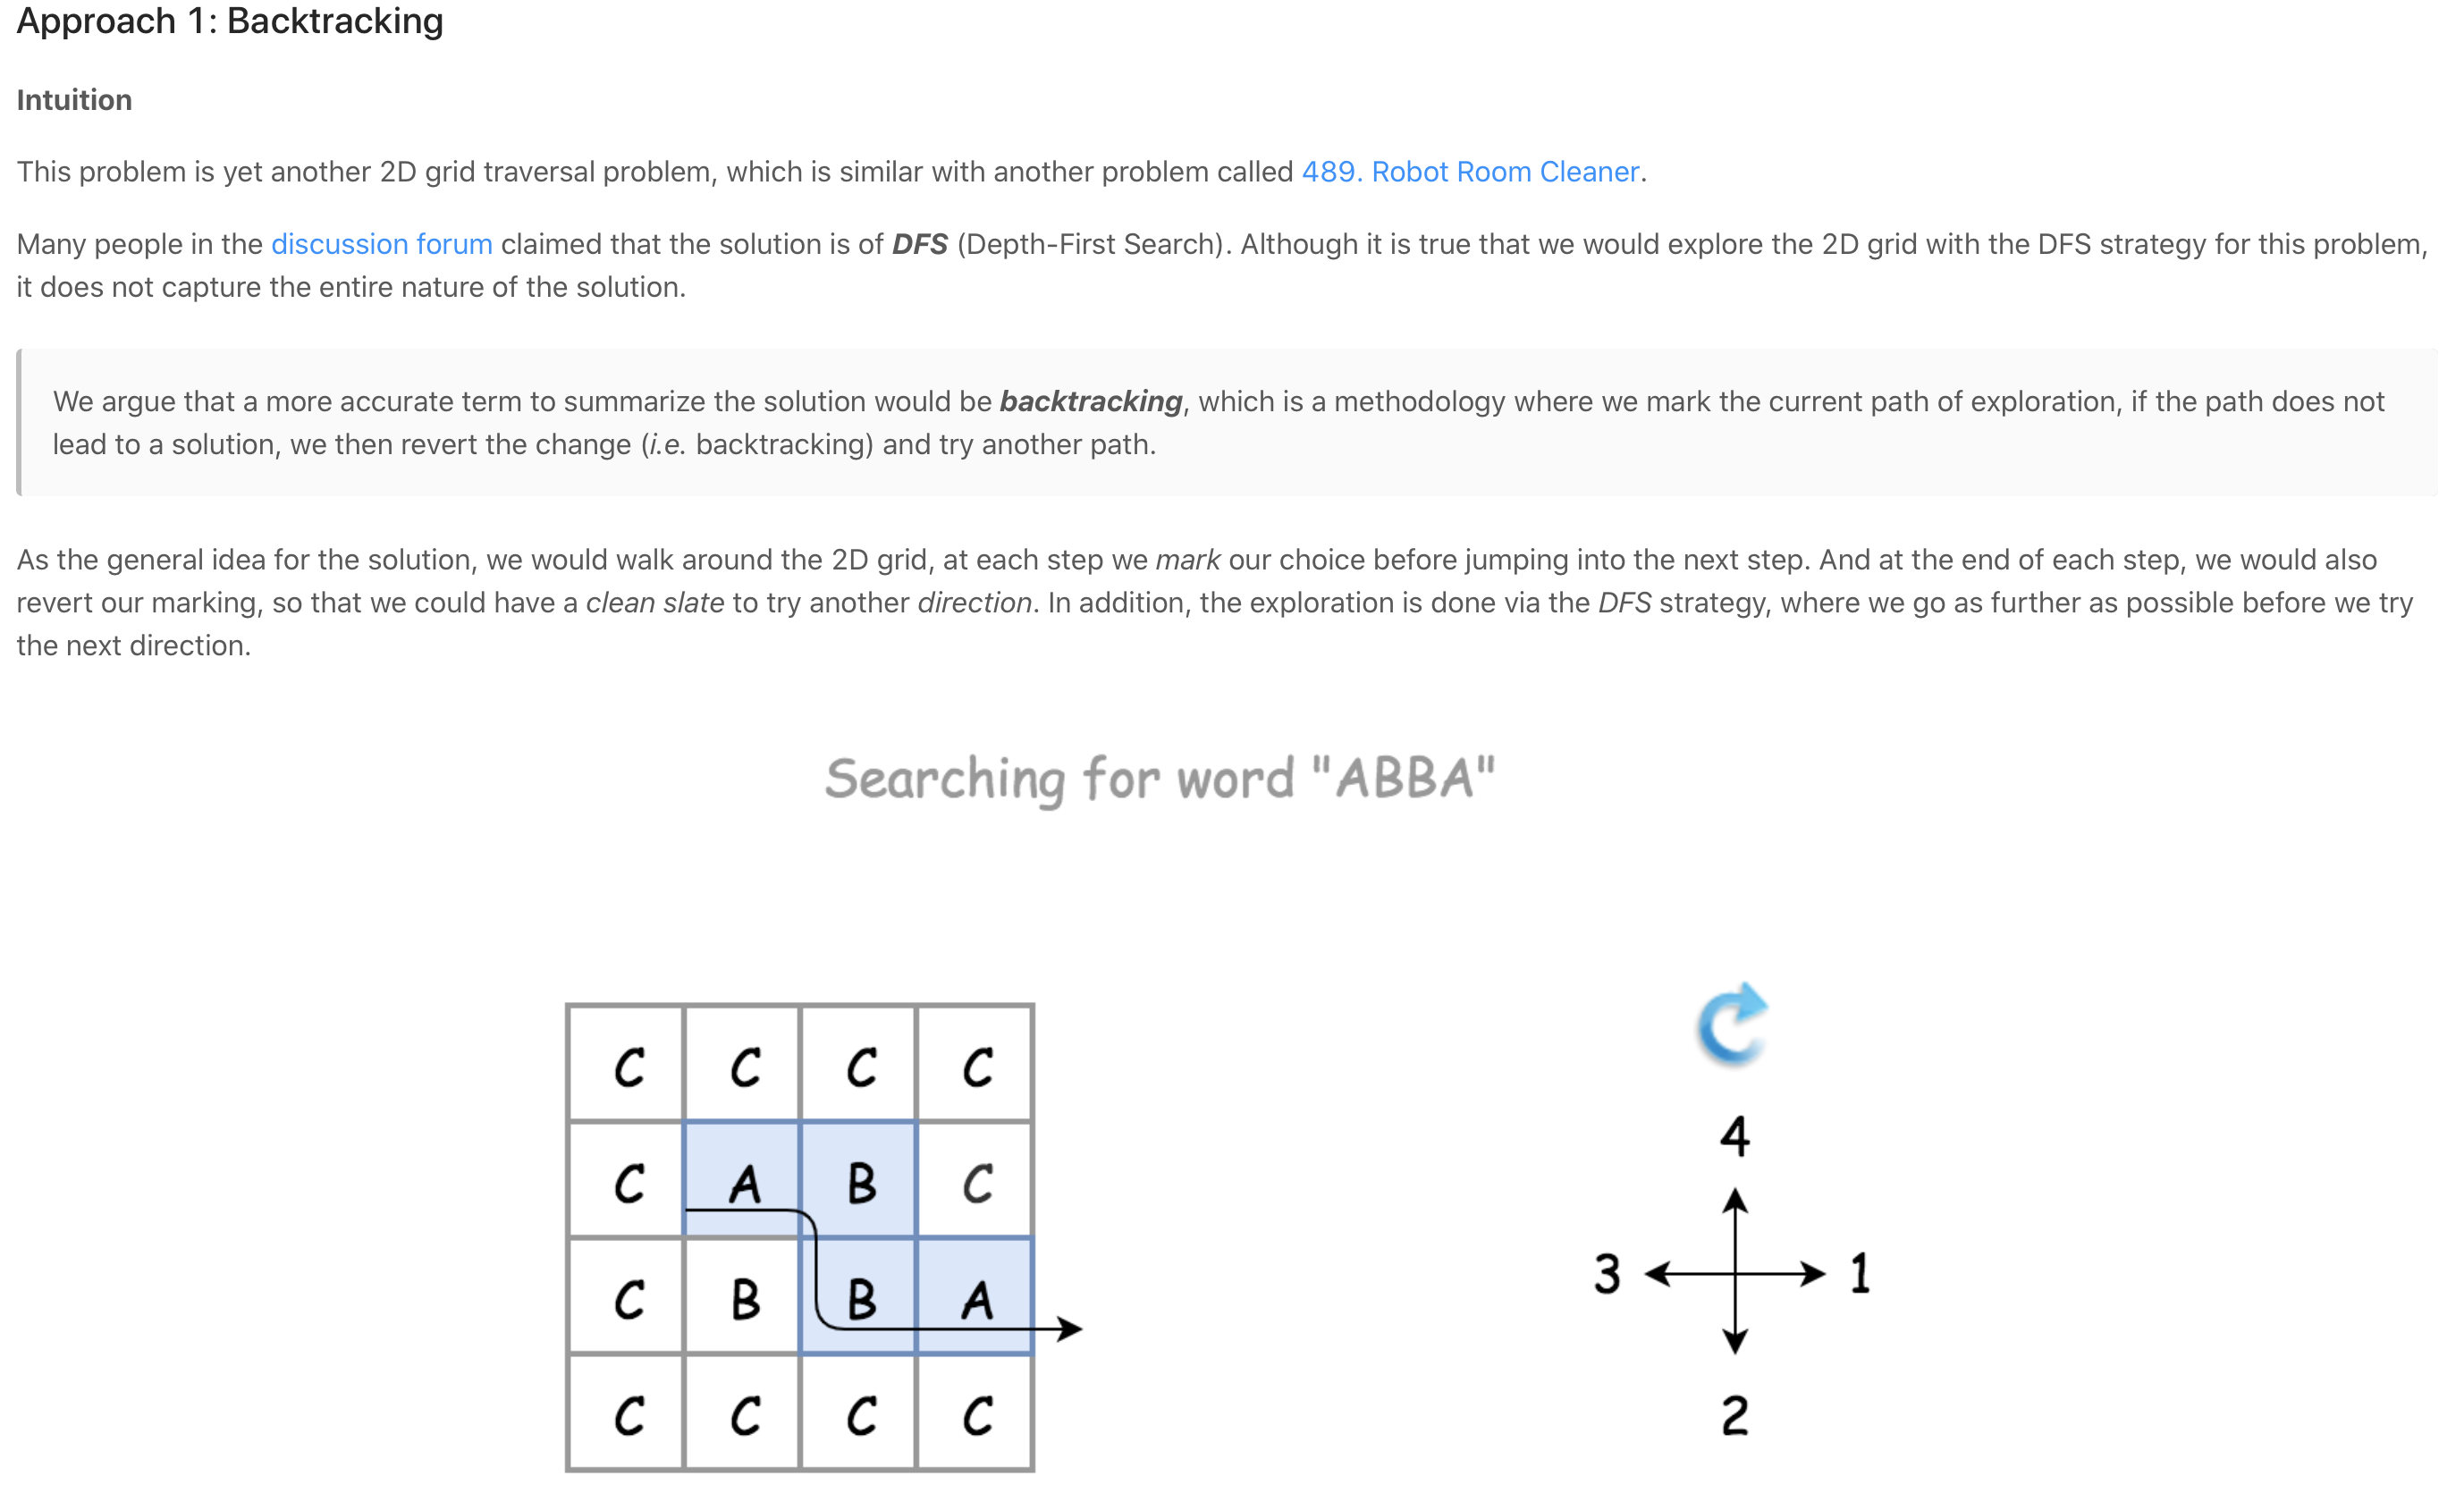 Approach 1: Backtracking
Intuition
This problem is yet another 2D grid traversal problem, which is similar with another problem called 489. Robot Room Cleaner.
Many people in the discussion forum claimed that the solution is of DFS (Depth-First Search). Although it is true that we would explore the 2D grid with the DFS strategy for this problem,
it does not capture the entire nature of the solution.
We argue that a more accurate term to summarize the solution would be backtracking, which is a methodology where we mark the current path of exploration, if the path does not
lead to a solution, we then revert the change (i.e. backtracking) and try another path.
As the general idea for the solution, we would walk around the 2D grid, at each step we mark our choice before jumping into the next step. And at the end of each step, we would also
revert our marking, so that we could have a clean slate to try another direction. In addition, the exploration is done via the DFS strategy, where we go as further as possible before we try
the next direction.
Searching for word "ABBA"
C C C C
C A B C
C B B A
C C C C
4
3 1
2